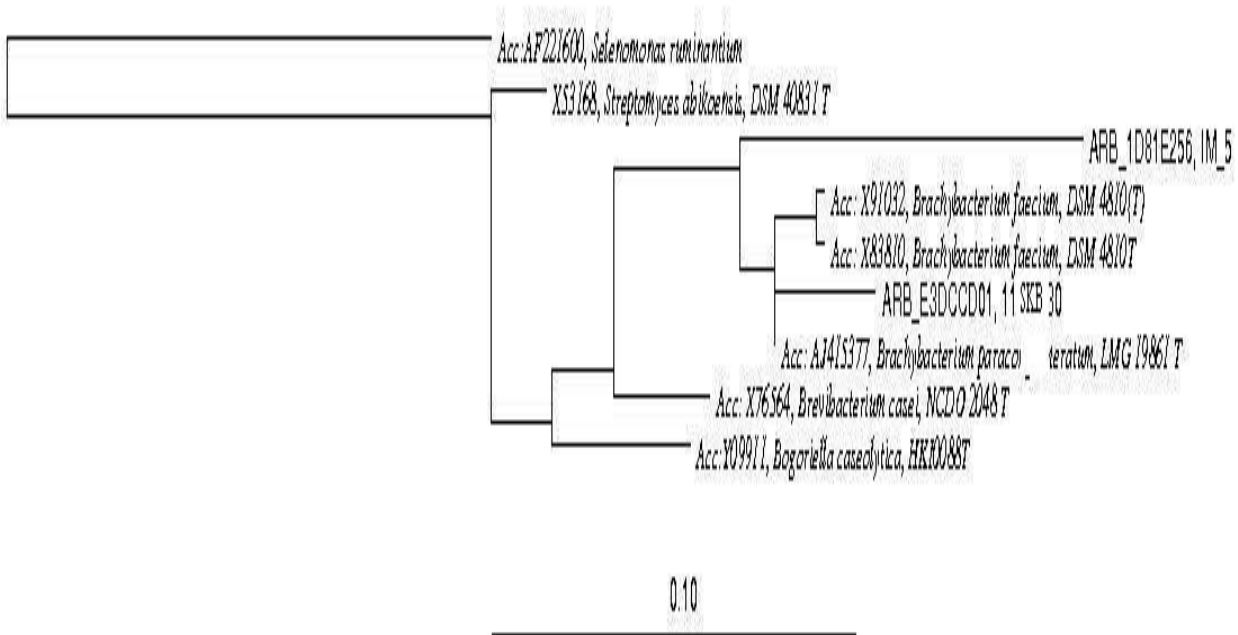 Acc:AF221600, Selenomonas ruminantium
X53168, Streptomyces abikoensis, DSM 40831 T
ARB_1D81E256, IM_5
Acc: X91032, Brachybacterium faecium, DSM 4810(T)
Acc: X83810, Brachybacterium faecium, DSM 4810T
ARB_E3DCCD01, 11 SKB 30
Acc: AJ415377, Brachybacterium LMG 19861 T
Acc: X76564, Brevibacterium casei, NCDO 2048 T
Acc:Y09911, Bogoriella caseolytica, HKI0088T
0.10